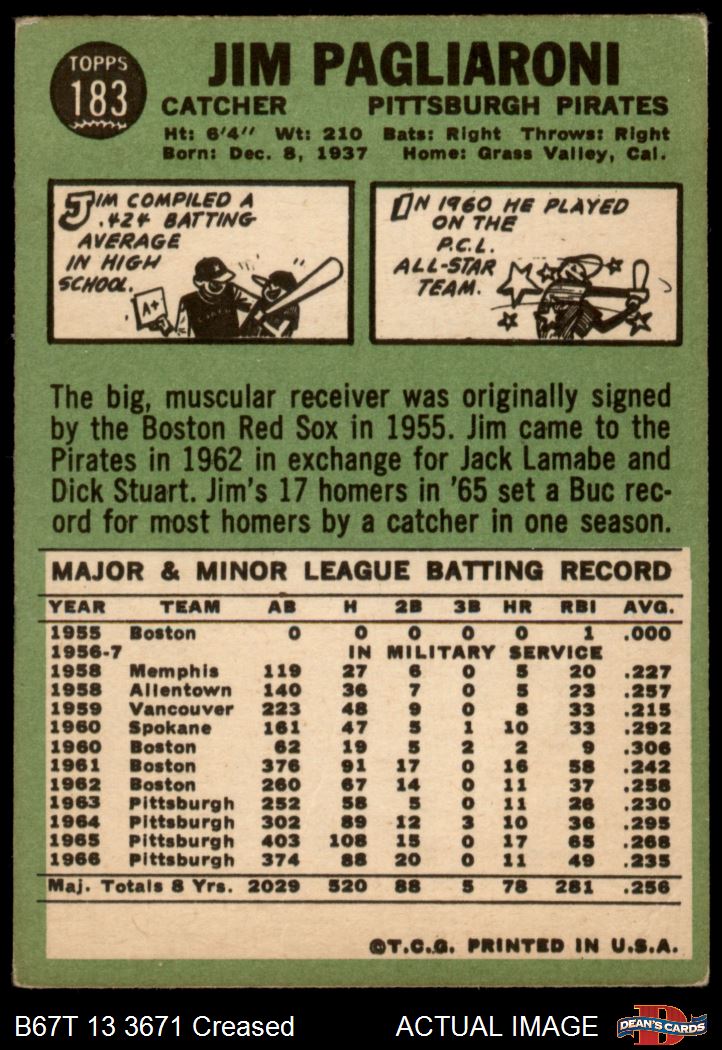 TOPPS
183
JIM PAGLIARONI
CATCHER PITTSBURGH PIRATES
Ht: 6'4" Wt: 210 Bats: Right Throws: Right
Born: Dec. 8, 1937 Home: Grass Valley, Cal.
JIM COMPILED A
.424 BATTING
AVERAGE
IN HIGH
SCHOOL.
A+
IN 1960 HE PLAYED
ON THE
P.C.L.
ALL-STAR
TEAM.
The big, muscular receiver was originally signed
by the Boston Red Sox in 1955. Jim came to the
Pirates in 1962 in exchange for Jack Lamabe and
Dick Stuart. Jim's 17 homers in '65 set a Buc rec-
ord for most homers by a catcher in one season.
MAJOR & MINOR LEAGUE BATTING RECORD
YEAR TEAM AB H 2B 3B HR RBI AVG.
1955 Boston 0 0 0 0 0 1 .000
1956-7 IN MILITARY SERVICE
1958 Memphis 119 27 6 0 5 20 .227
1958 Allentown 140 36 7 0 5 23 .257
1959 Vancouver 223 48 9 0 8 33 .215
1960 Spokane 161 47 5 1 10 33 .292
1960 Boston 62 19 5 2 2 9 .306
1961 Boston 376 91 17 0 16 58 .242
1962 Boston 260 67 14 0 11 37 .258
1963 Pittsburgh 252 58 5 0 11 26 .230
1964 Pittsburgh 302 89 12 3 10 36 .295
1965 Pittsburgh 403 108 15 0 17 65 .268
1966 Pittsburgh 374 88 20 0 11 49 .235
Maj. Totals 8 Yrs. 2029 520 88 5 78 281 .256
©T.C.G. PRINTED IN U.S.A.
B67T 13 3671 Creased ACTUAL IMAGE
DEAN'S CARDS